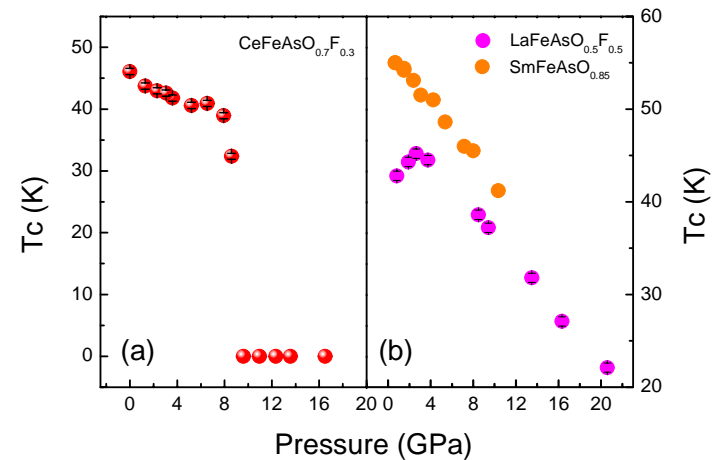 CeFeAsO0.7F0.3
LaFeAsO0.5F0.5
SmFeAsO0.85
50
40
30
20
10
0
Tc (K)
60
50
40
30
20
Tc (K)
(a)
(b)
0 4 8 12 16 20
0 4 8 12 16 20
Pressure (GPa)